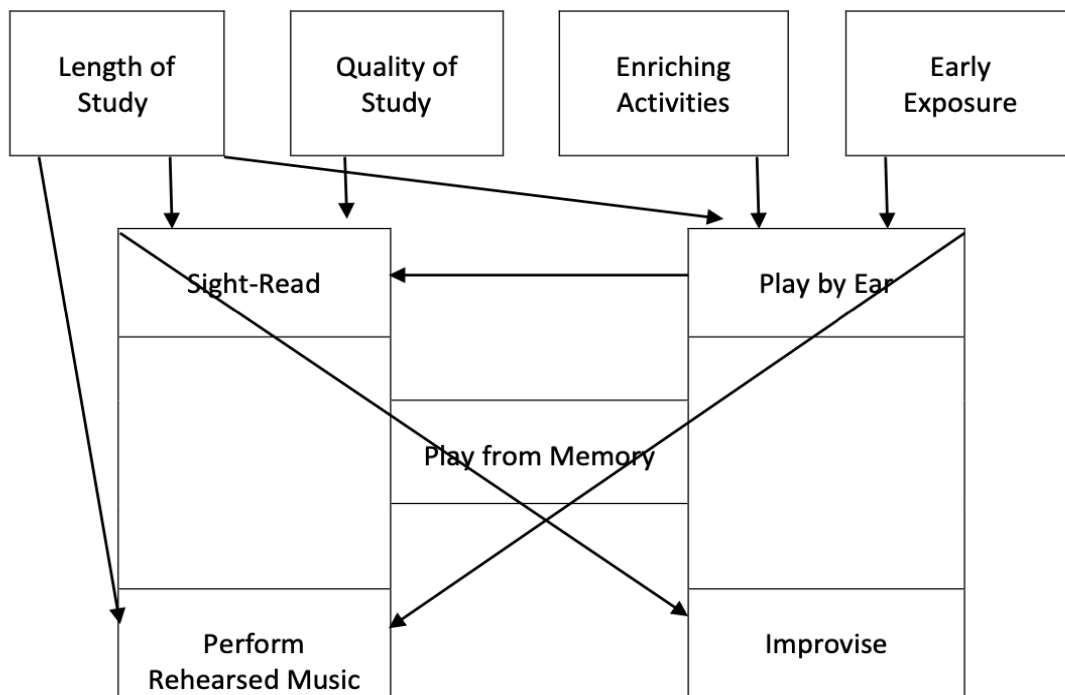 Length of
Study
Quality of
Study
Enriching
Activities
Early
Exposure
Sight-Read
Play by Ear
Play from Memory
Perform
Rehearsed Music
Improvise